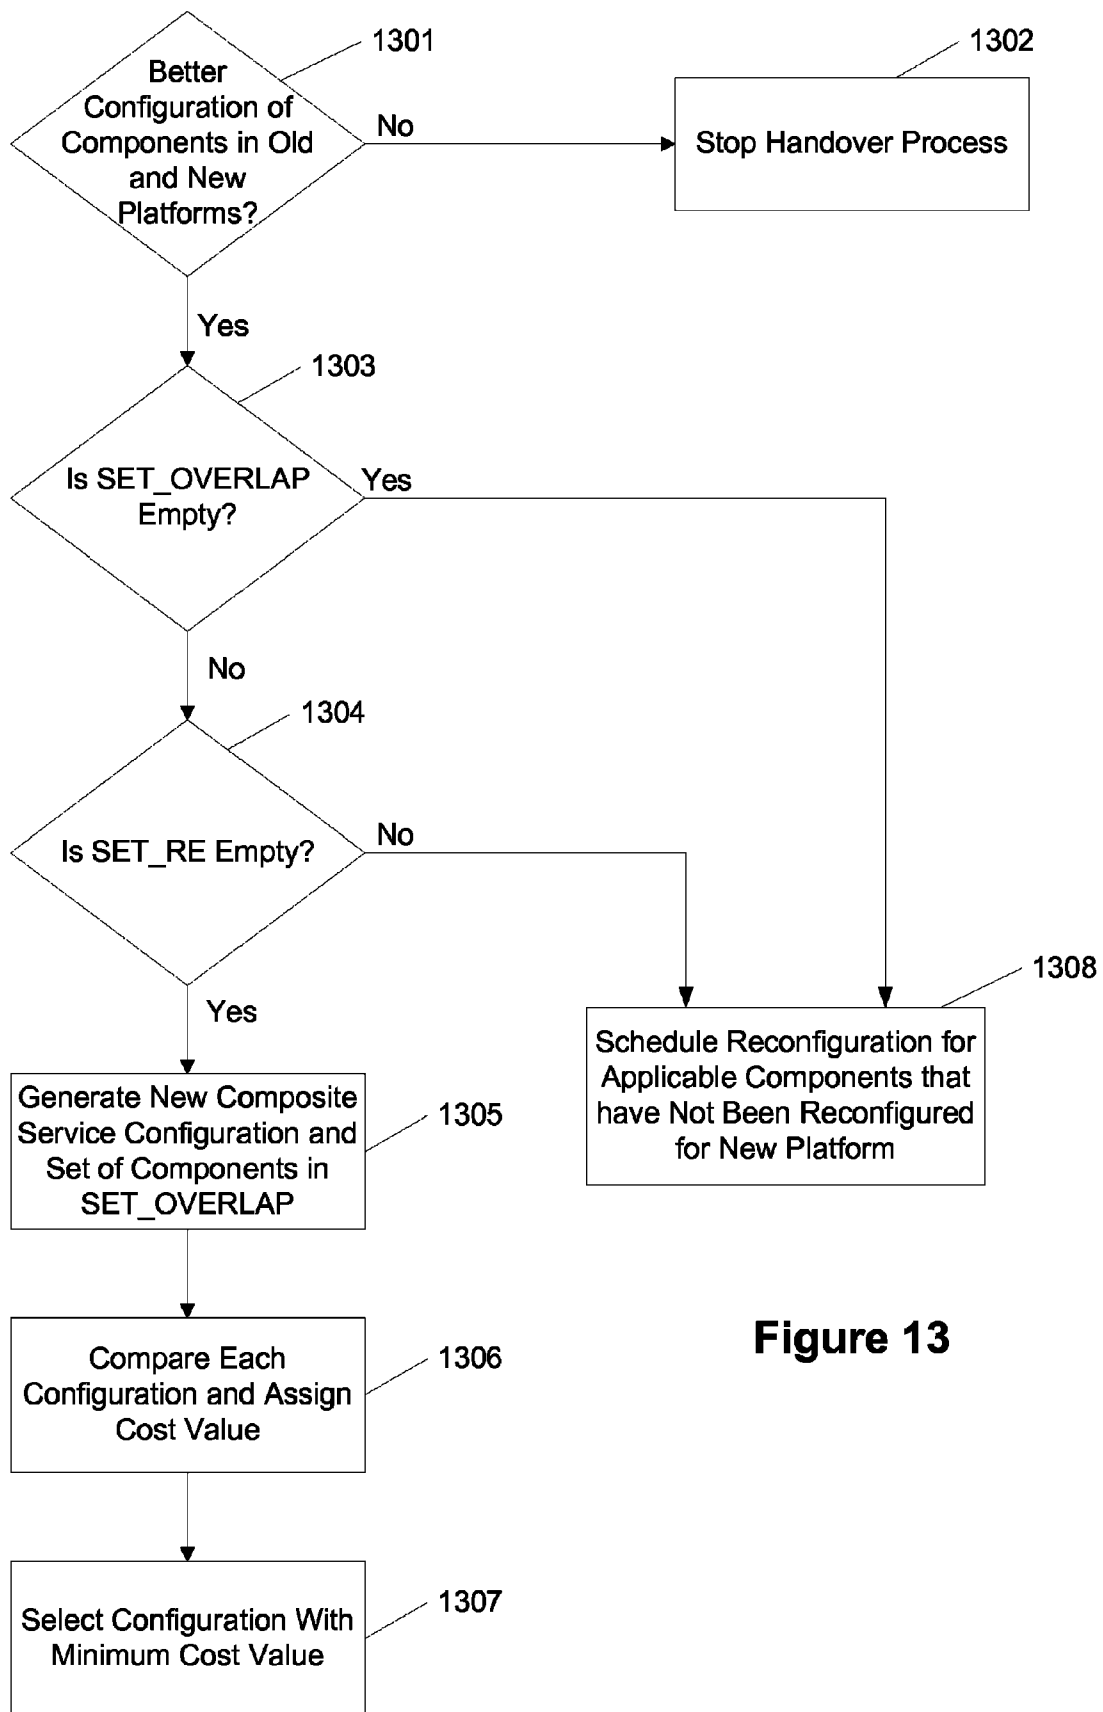 1301
Better
Configuration of
Components in Old
and New
Platforms?
No
1302
Stop Handover Process
Yes
1303
Is SET_OVERLAP
Empty?
Yes
No
1304
Is SET_RE Empty?
No
Yes
1308
Schedule Reconfiguration for
Applicable Components that
have Not Been Reconfigured
for New Platform
Generate New Composite
Service Configuration and
Set of Components in
SET_OVERLAP
1305
Compare Each
Configuration and Assign
Cost Value
1306
Select Configuration With
Minimum Cost Value
1307
Figure 13